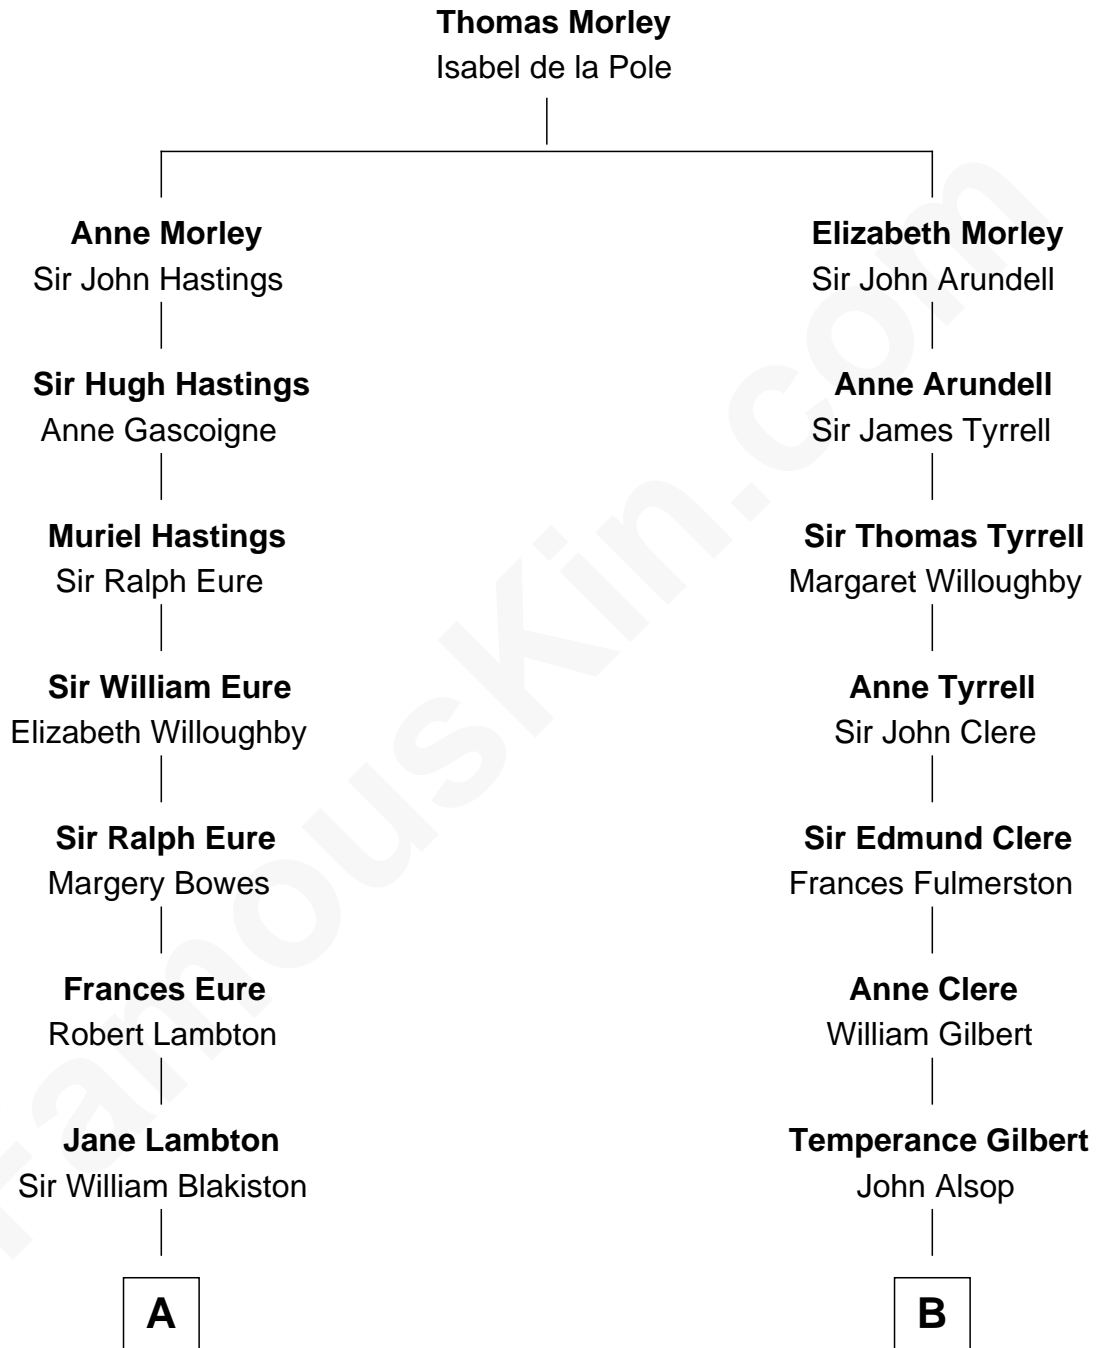 Thomas Morley
Isabel de la Pole
Anne Morley
Sir John Hastings
Elizabeth Morley
Sir John Arundell
Sir Hugh Hastings
Anne Gascoigne
Anne Arundell
Sir James Tyrrell
Muriel Hastings
Sir Ralph Eure
Sir Thomas Tyrrell
Margaret Willoughby
Sir William Eure
Elizabeth Willoughby
Anne Tyrrell
Sir John Clere
Sir Ralph Eure
Margery Bowes
Sir Edmund Clere
Frances Fulmerston
Frances Eure
Robert Lambton
Anne Clere
William Gilbert
Jane Lambton
Sir William Blakiston
Temperance Gilbert
John Alsop
A
B
FamousKin.com